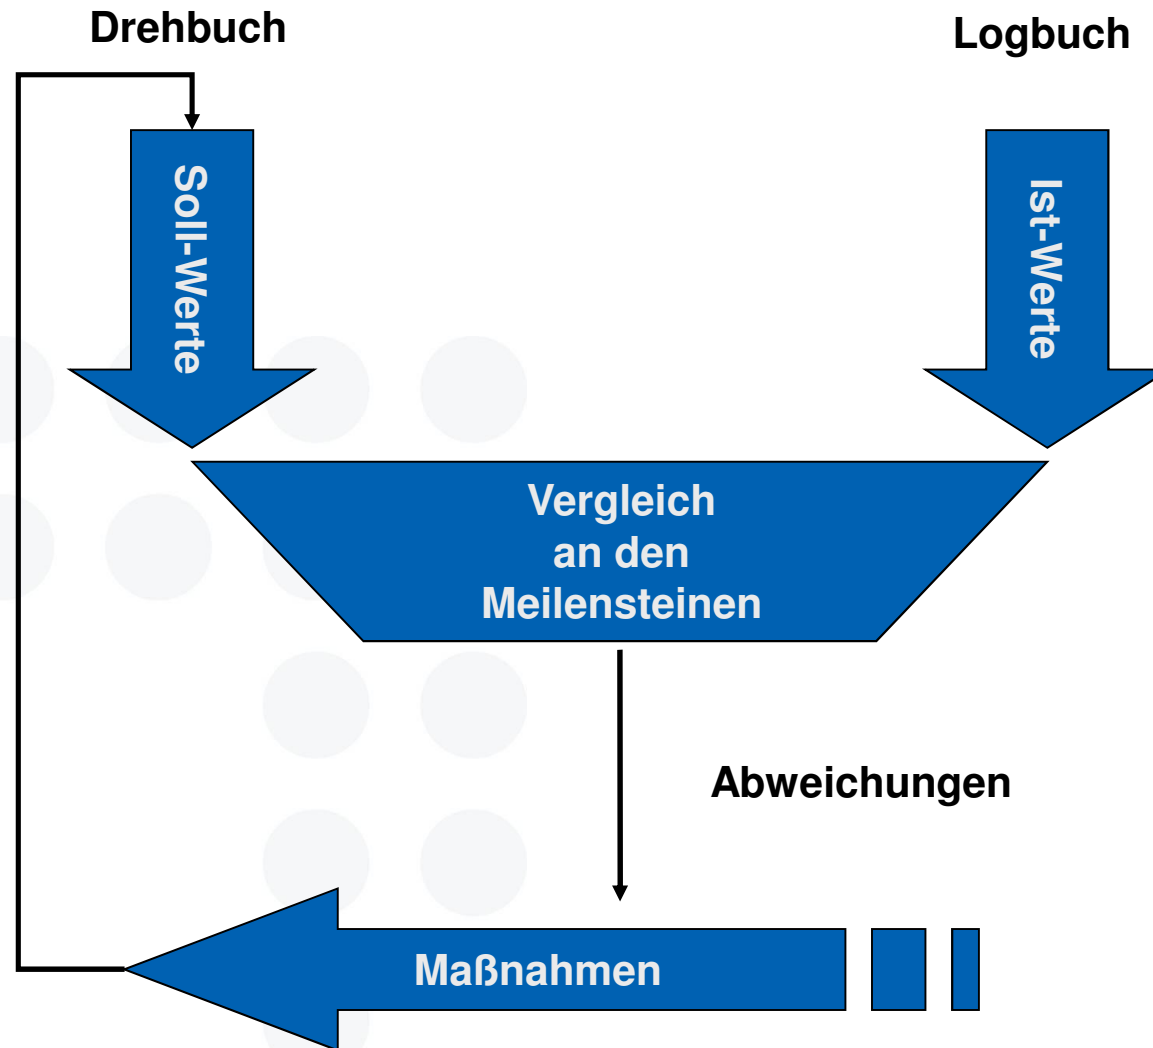 Drehbuch
Logbuch
Soll-Werte
Ist-Werte
Vergleich
an den
Meilensteinen
Abweichungen
Maßnahmen